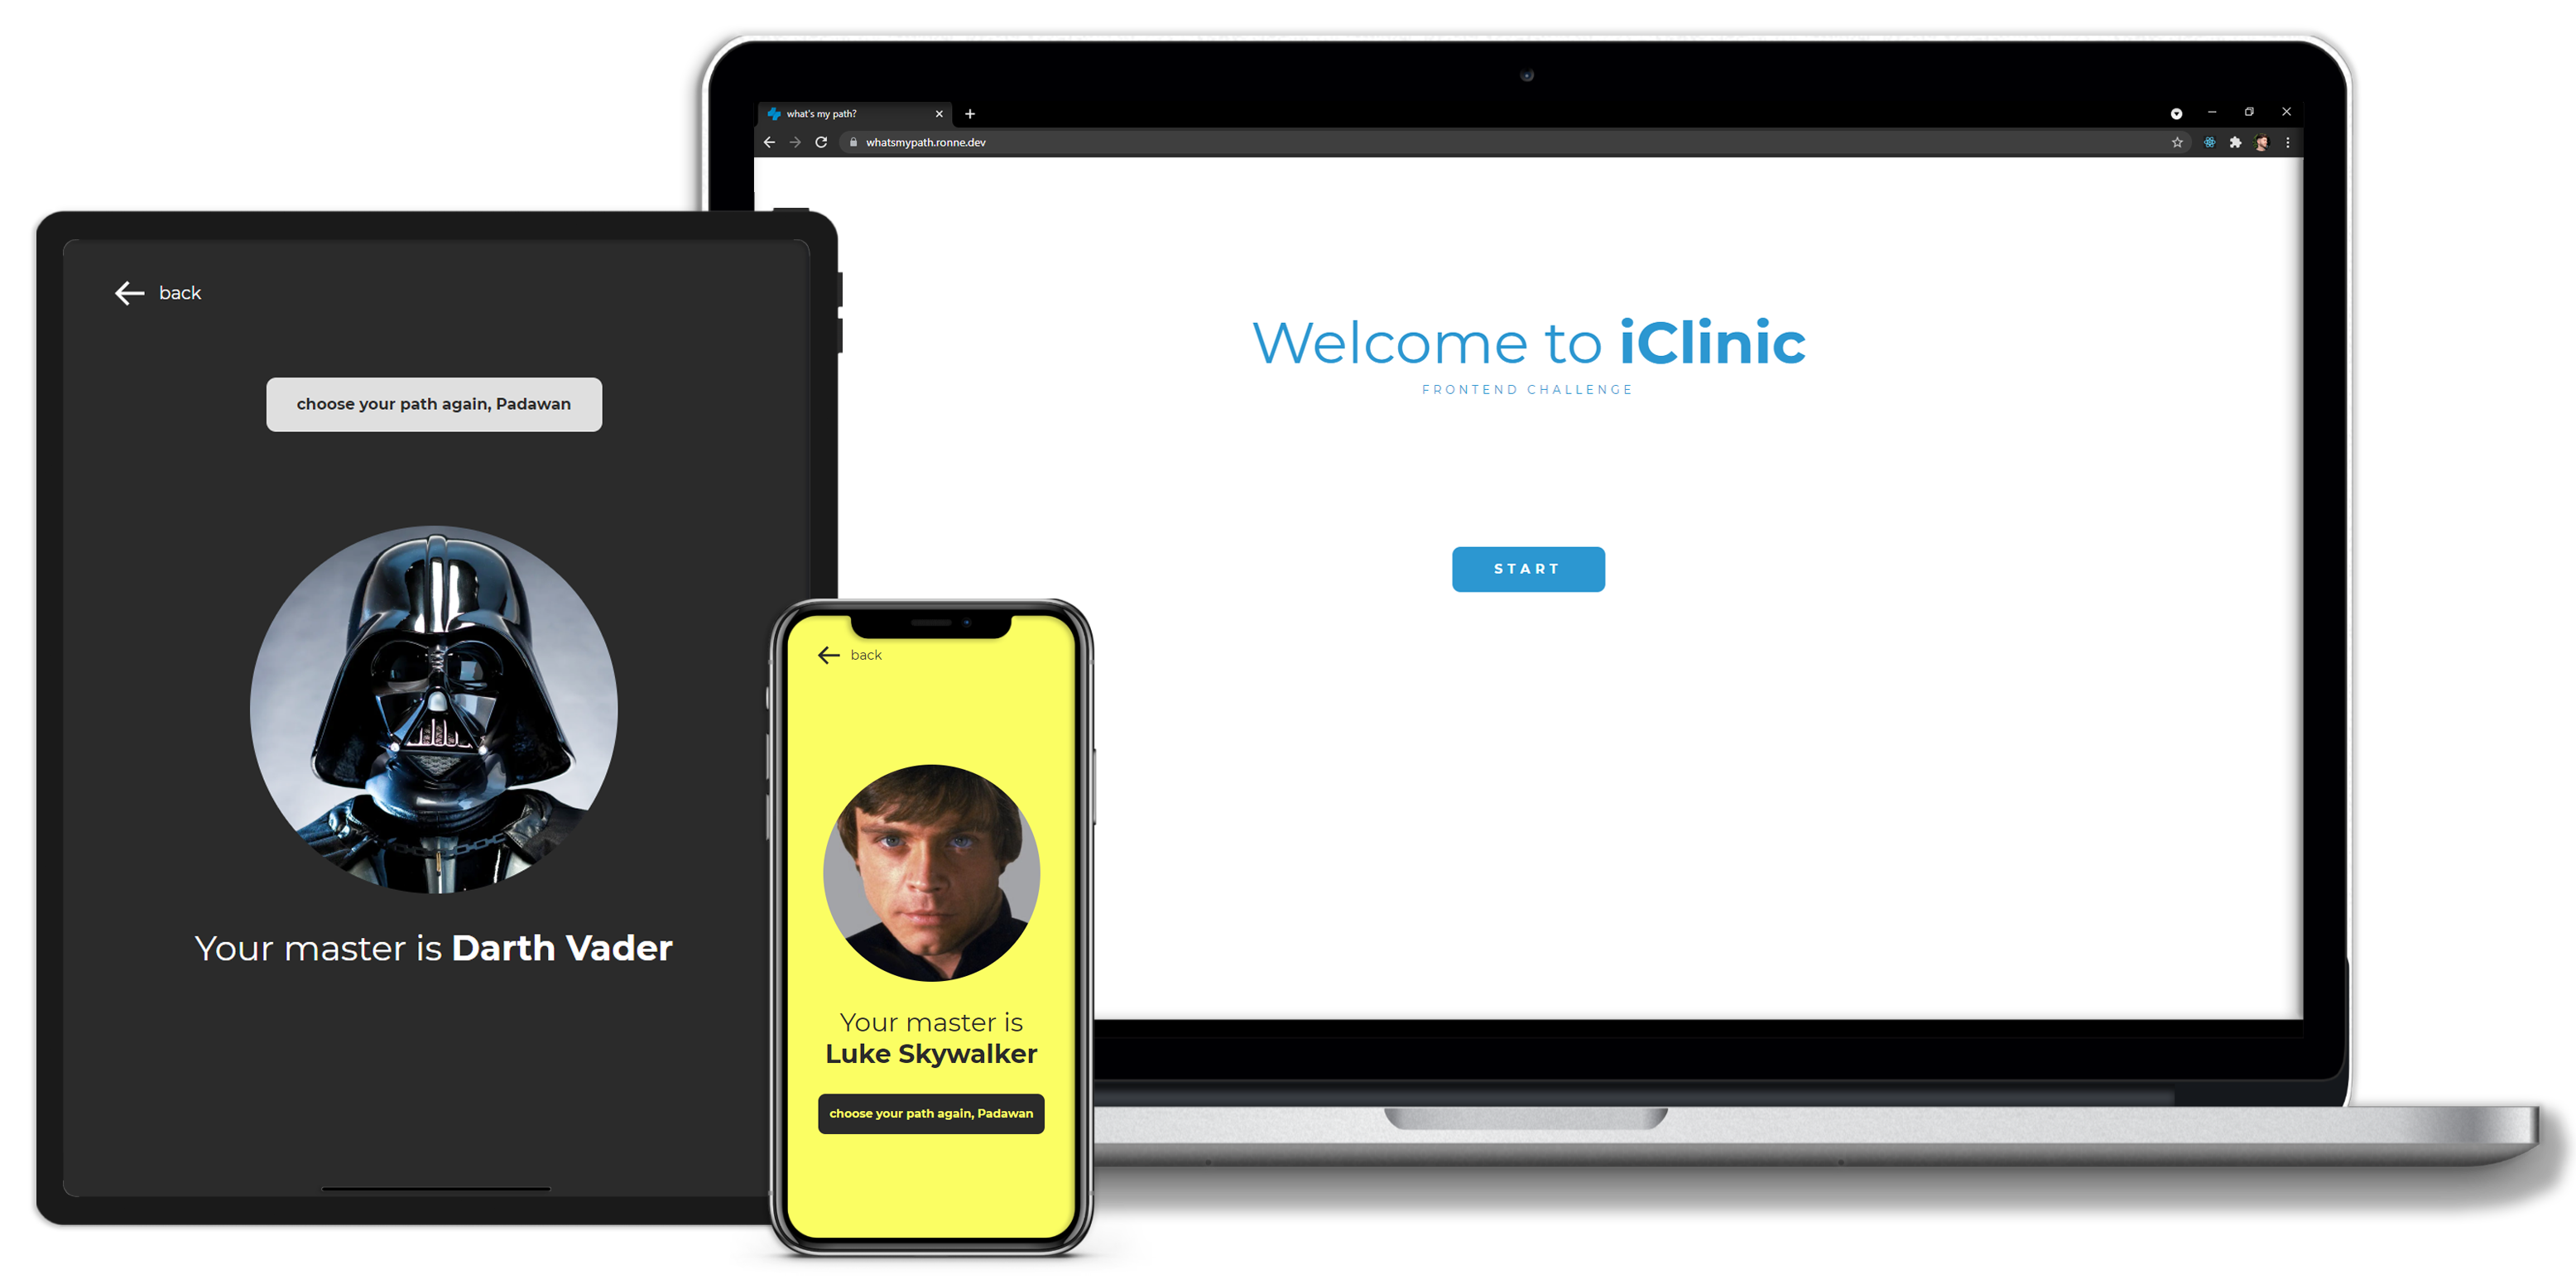 what's my path?
whatsmypath.ronne.dev
Welcome to iClinic
FRONTEND CHALLENGE
START
back
choose your path again, Padawan
Your master is Darth Vader
back
Your master is
Luke Skywalker
choose your path again, Padawan